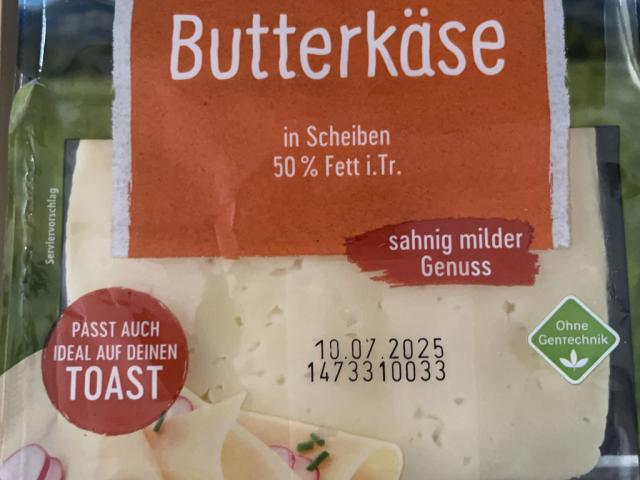 Butterkäse
in Scheiben
50 % Fett i.Tr.
Serviervorschlag
sahnig milder
Genuss
PASST AUCH
IDEAL AUF DEINEN
TOAST
10.07.2025
1473310033
Ohne
Gentechnik